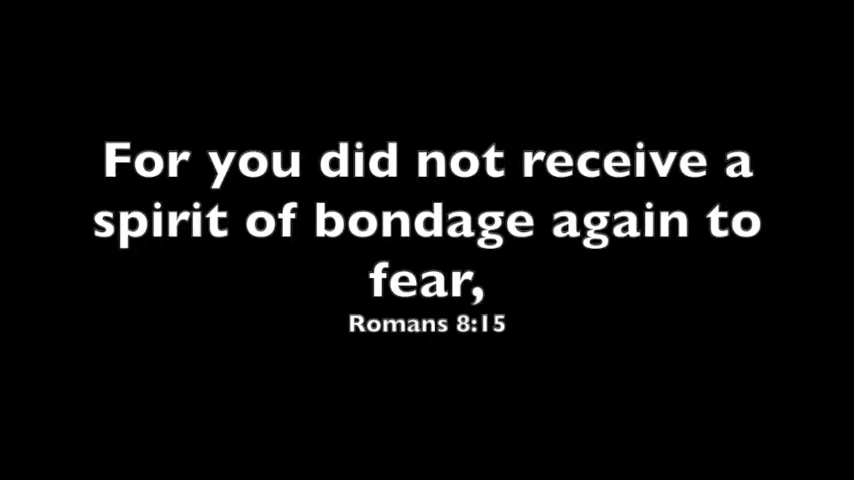 For you did not receive a
spirit of bondage again to
fear,
Romans 8:15